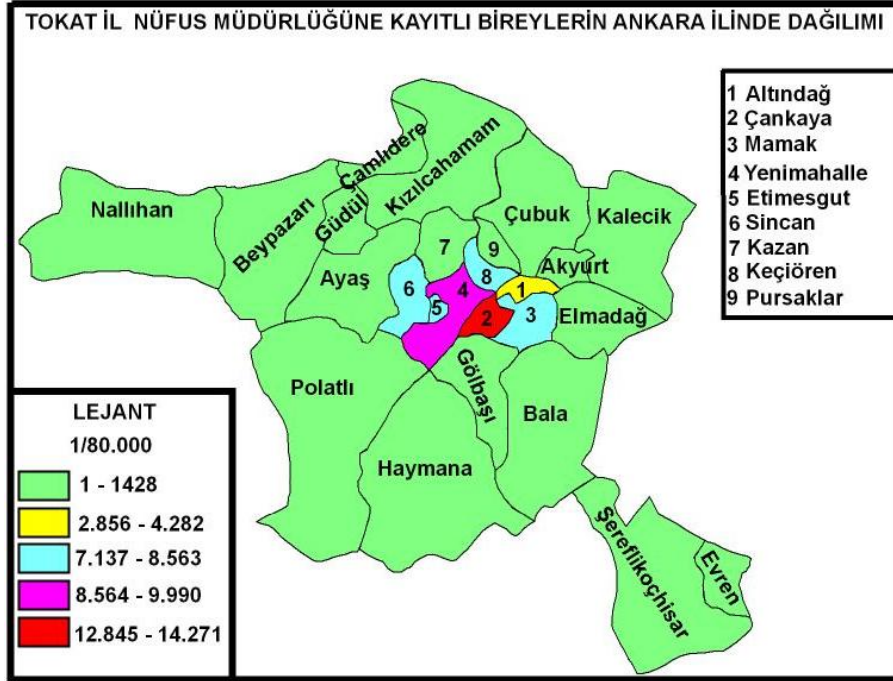 TOKAT İL NÜFUS MÜDÜRLÜĞÜNE KAYITLI BİREYLERİN ANKARA İLİNDE DAĞILIMI
1 Altındağ
2 Çankaya
3 Mamak
4 Yenimahalle
5 Etimesgut
6 Sincan
7 Kazan
8 Keçiören
9 Pursaklar
Çamlıdere
Kızılcahamam
Nallıhan
Beypazarı
Güdül
Çubuk
Kalecik
Ayaş
7
9
Akyurt
6
5
4
8
1
2
3
Elmadağ
Polatlı
Gölbaşı
Bala
Haymana
Şereflikoçhisar
Evren
LEJANT
1/80.000
1 - 1428
2.856 - 4.282
7.137 - 8.563
8.564 - 9.990
12.845 - 14.271